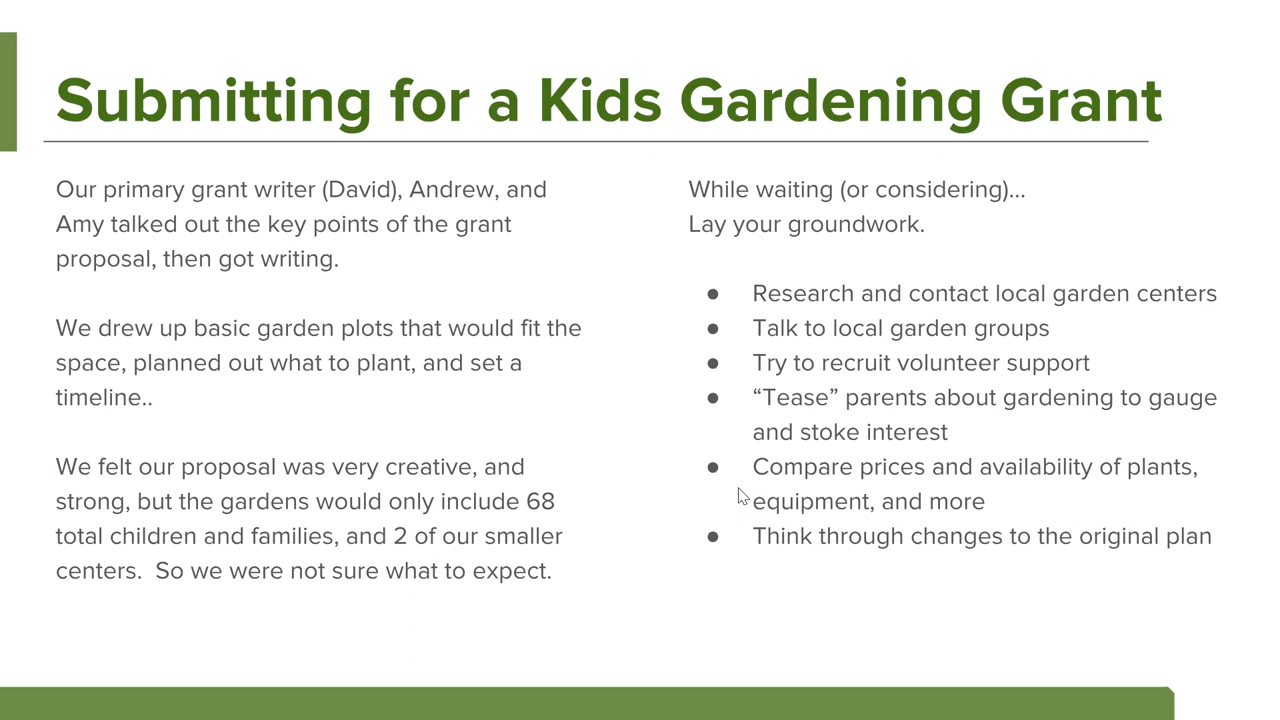 Submitting for a Kids Gardening Grant
Our primary grant writer (David), Andrew, and
Amy talked out the key points of the grant
proposal, then got writing.
We drew up basic garden plots that would fit the
space, planned out what to plant, and set a
timeline..
We felt our proposal was very creative, and
strong, but the gardens would only include 68
total children and families, and 2 of our smaller
centers.  So we were not sure what to expect.
While waiting (or considering)...
Lay your groundwork.
● Research and contact local garden centers
● Talk to local garden groups
● Try to recruit volunteer support
● “Tease” parents about gardening to gauge
and stoke interest
● Compare prices and availability of plants,
equipment, and more
● Think through changes to the original plan